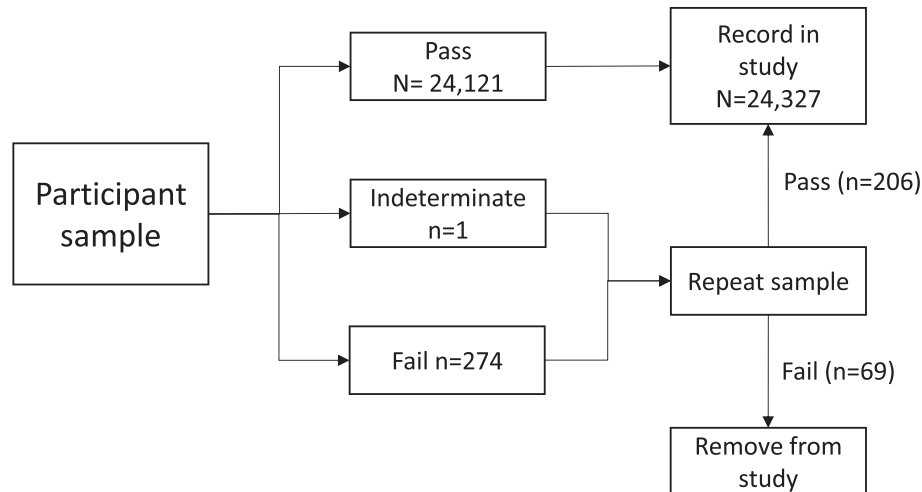 Participant
sample
Pass
N= 24,121
Indeterminate
n=1
Fail n=274
Record in
study
N=24,327
Pass (n=206)
Repeat sample
Fail (n=69)
Remove from
study